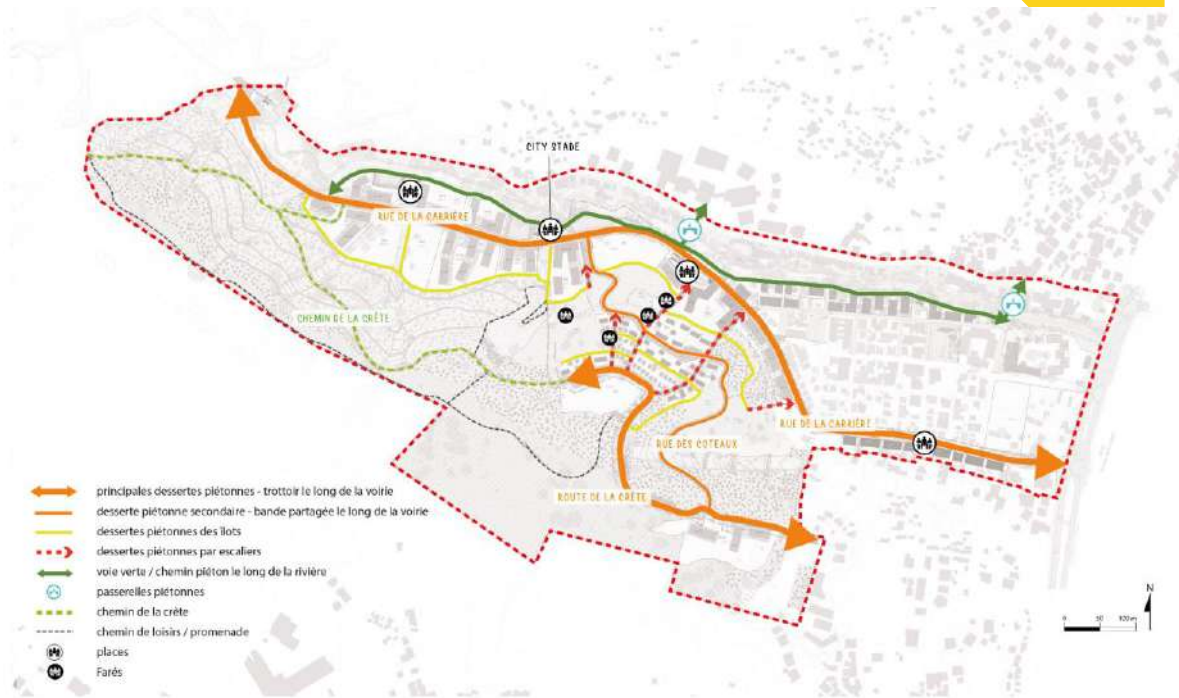 CITY STADE
RUE DE LA CARRIÈRE
CHEMIN DE LA CRÊTE
RUE DE LA CARRIÈRE
RUE DES COTEAUX
ROUTE DE LA CRÊTE
principales dessertes piétonnes - trottoir le long de la voirie
desserte piétonne secondaire - bande partagée le long de la voirie
dessertes piétonnes des îlots
dessertes piétonnes par escaliers
voie verte / chemin piéton le long de la rivière
passerelles piétonnes
chemin de la crête
chemin de loisirs / promenade
places
Farés
N
0 50 100m